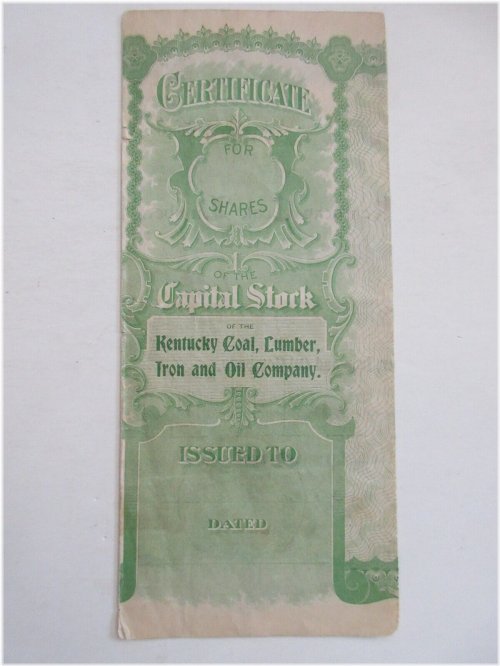 CERTIFICATE
FOR
SHARES
OF THE
Capital Stock
OF THE
Kentucky Coal, Lumber,
Iron and Oil Company.
ISSUED TO
DATED